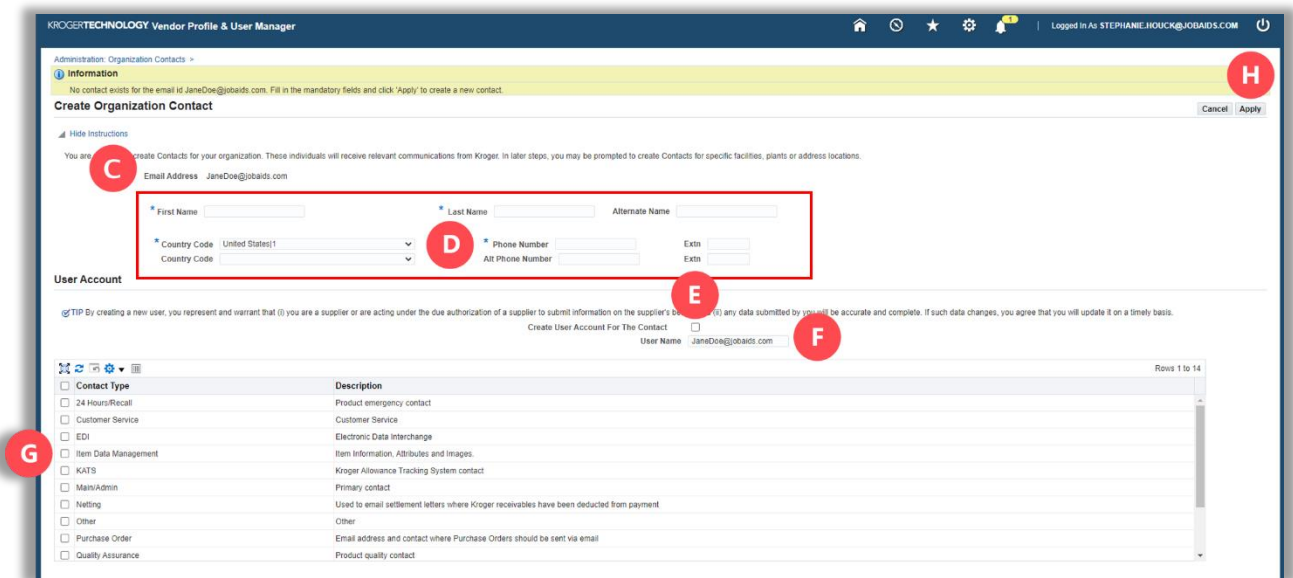 KROGERTECHNOLOGY Vendor Profile & User Manager
1
Logged In As STEPHANIE.HOUCK@JOBAIDS.COM
Administration: Organization Contacts >
Information
H
No contact exists for the email id JaneDoe@jobaids.com. Fill in the mandatory fields and click 'Apply' to create a new contact.
Create Organization Contact
Cancel Apply
Hide Instructions
You are create Contacts for your organization. These individuals will receive relevant communications from Kroger. In later steps, you may be prompted to create Contacts for specific facilities, plants or address locations.
C
Email Address JaneDoe@jobaids.com
* First Name * Last Name Alternate Name
* Country Code United States|1 D * Phone Number Extn
Country Code Alt Phone Number Extn
User Account
E
TIP By creating a new user, you represent and warrant that (i) you are a supplier or are acting under the due authorization of a supplier to submit information on the supplier's (ii) any data submitted by you will be accurate and complete. If such data changes, you agree that you will update it on a timely basis.
Create User Account For The Contact
User Name JaneDoe@jobaids.com F
Rows 1 to 14
Contact Type Description
24 Hours/Recall Product emergency contact
Customer Service Customer Service
EDI Electronic Data Interchange
G Item Data Management Item Information, Attributes and Images.
KATS Kroger Allowance Tracking System contact
Main/Admin Primary contact
Netting Used to email settlement letters where Kroger receivables have been deducted from payment
Other Other
Purchase Order Email address and contact where Purchase Orders should be sent via email
Quality Assurance Product quality contact